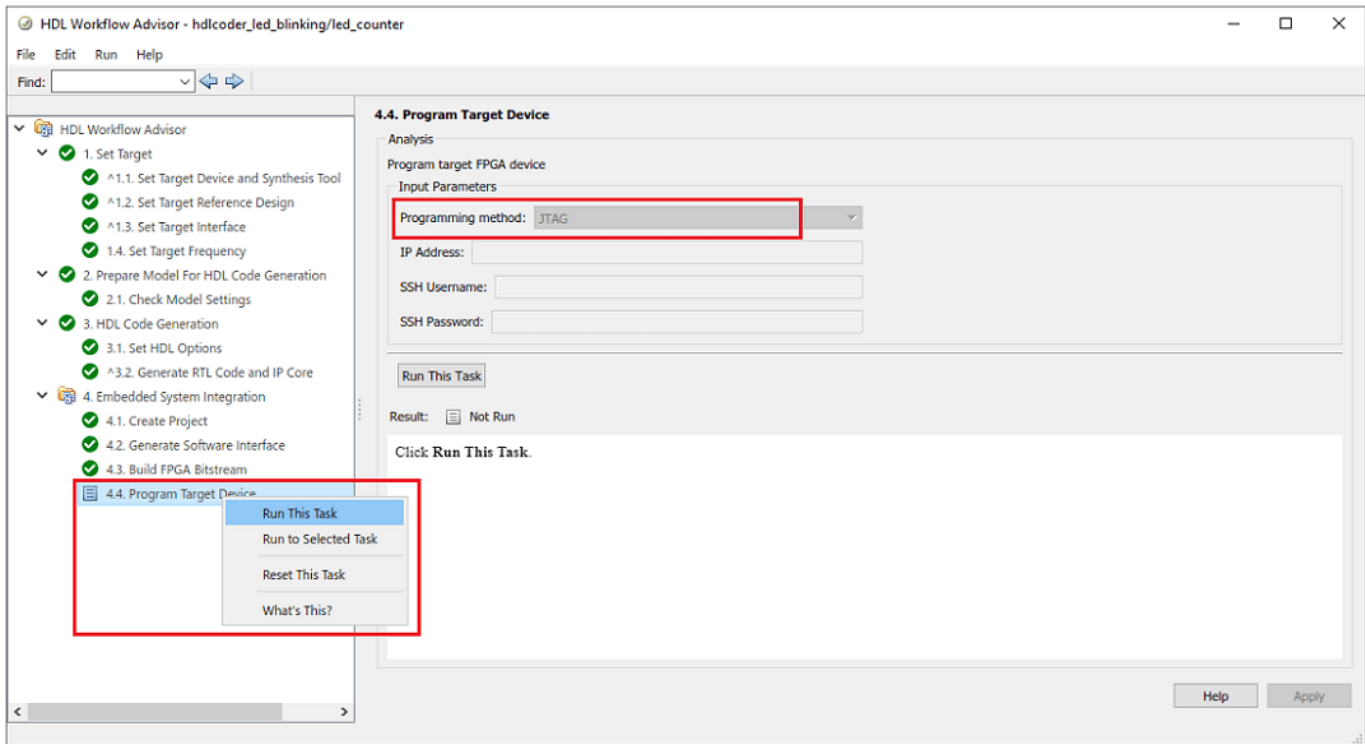 HDL Workflow Advisor - hdlcoder_led_blinking/led_counter
File Edit Run Help
Find:
HDL Workflow Advisor
1. Set Target
^1.1. Set Target Device and Synthesis Tool
^1.2. Set Target Reference Design
^1.3. Set Target Interface
1.4. Set Target Frequency
2. Prepare Model For HDL Code Generation
2.1. Check Model Settings
3. HDL Code Generation
3.1. Set HDL Options
^3.2. Generate RTL Code and IP Core
4. Embedded System Integration
4.1. Create Project
4.2. Generate Software Interface
4.3. Build FPGA Bitstream
4.4. Program Target Device
Run This Task
Run to Selected Task
Reset This Task
What's This?
4.4. Program Target Device
Analysis
Program target FPGA device
Input Parameters
Programming method: JTAG
IP Address:
SSH Username:
SSH Password:
Run This Task
Result: Not Run
Click Run This Task.
Help Apply